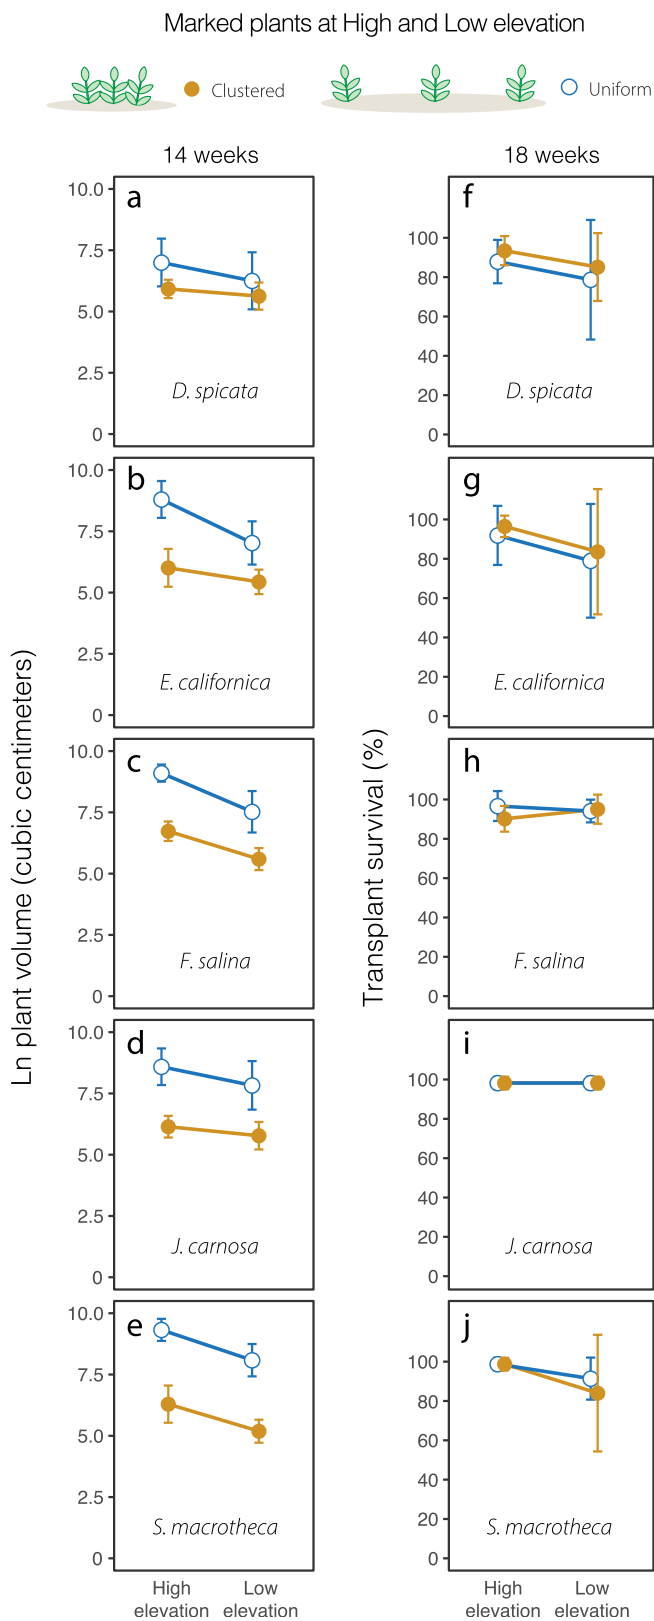 Marked plants at High and Low elevation
Clustered
Uniform
14 weeks
18 weeks
Ln plant volume (cubic centimeters)
Transplant survival (%)
a
10.0
7.5
5.0
2.5
0
D. spicata
f
100
80
60
40
20
0
D. spicata
b
10.0
7.5
5.0
2.5
0
E. californica
g
100
80
60
40
20
0
E. californica
c
10.0
7.5
5.0
2.5
0
F. salina
h
100
80
60
40
20
0
F. salina
d
10.0
7.5
5.0
2.5
0
J. carnosa
i
100
80
60
40
20
0
J. carnosa
e
10.0
7.5
5.0
2.5
0
S. macrotheca
j
100
80
60
40
20
0
S. macrotheca
High
elevation
Low
elevation
High
elevation
Low
elevation